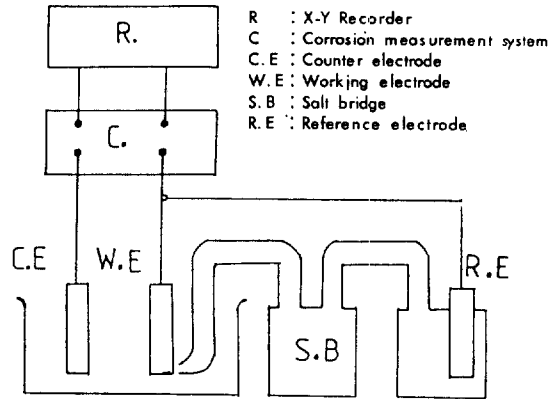 R.
R : X-Y Recorder
C : Corrosion measurement system
C.E : Counter electrode
W.E : Working electrode
S.B : Salt bridge
R.E : Reference electrode
C.
C.E
W.E
R.E
S.B